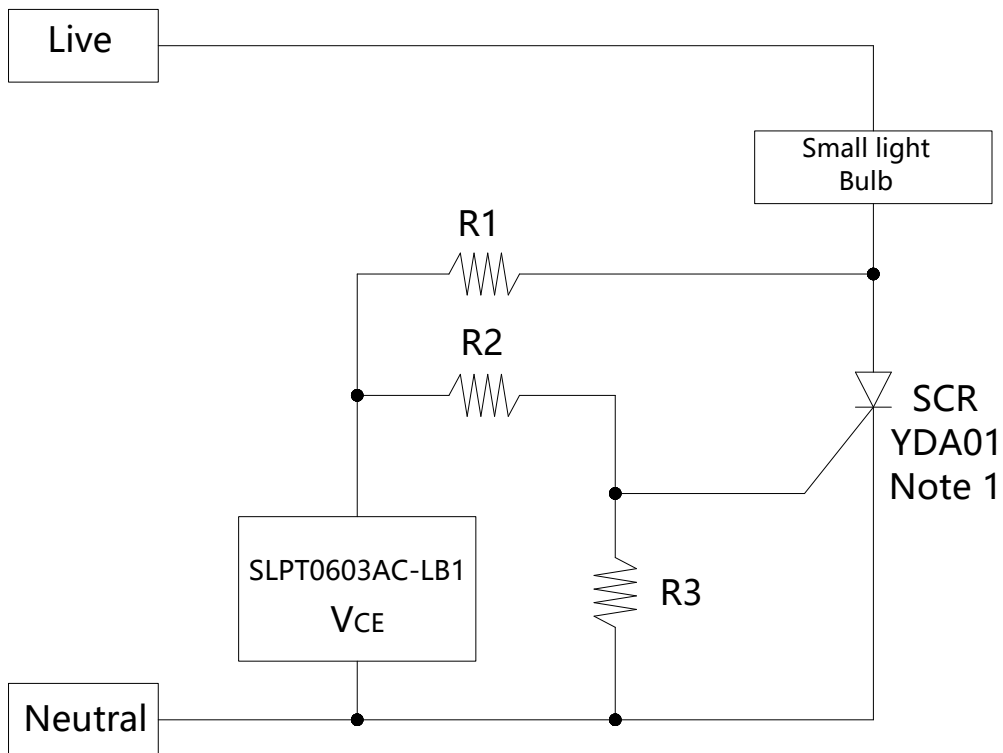 Live
Small light
Bulb
R1
R2
SCR
YDA01
Note 1
SLPT0603AC-LB1
VCE
R3
Neutral